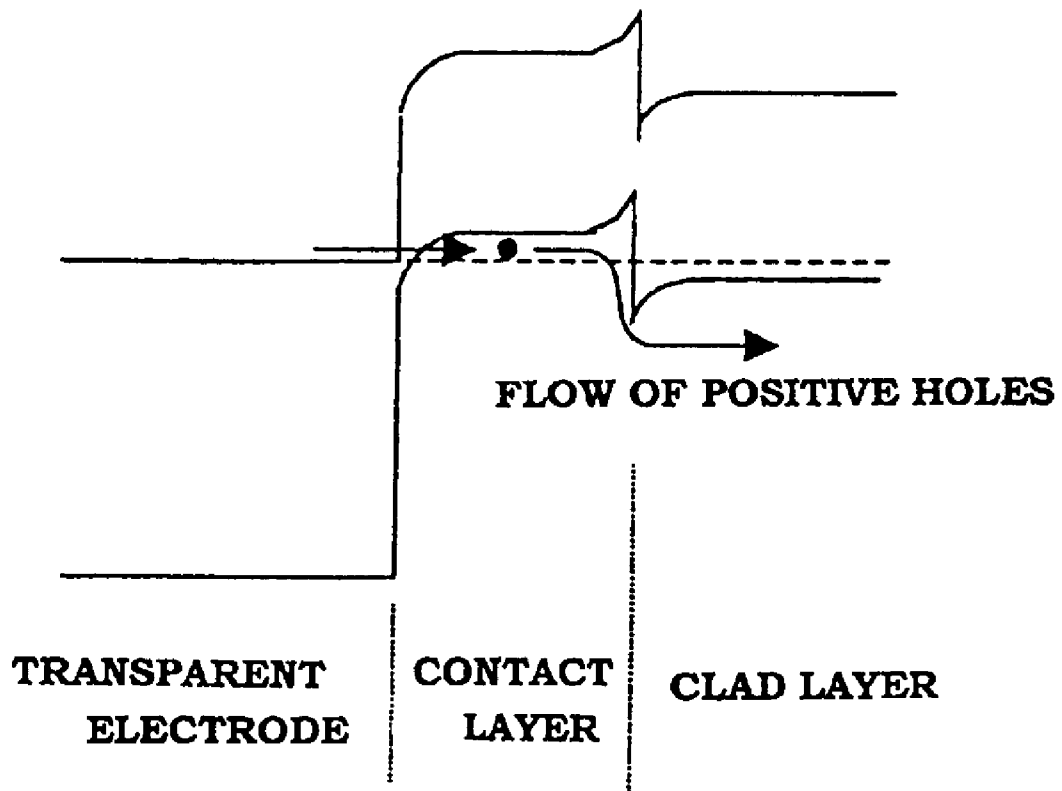 FLOW OF POSITIVE HOLES
TRANSPARENT
ELECTRODE
CONTACT
LAYER
CLAD LAYER